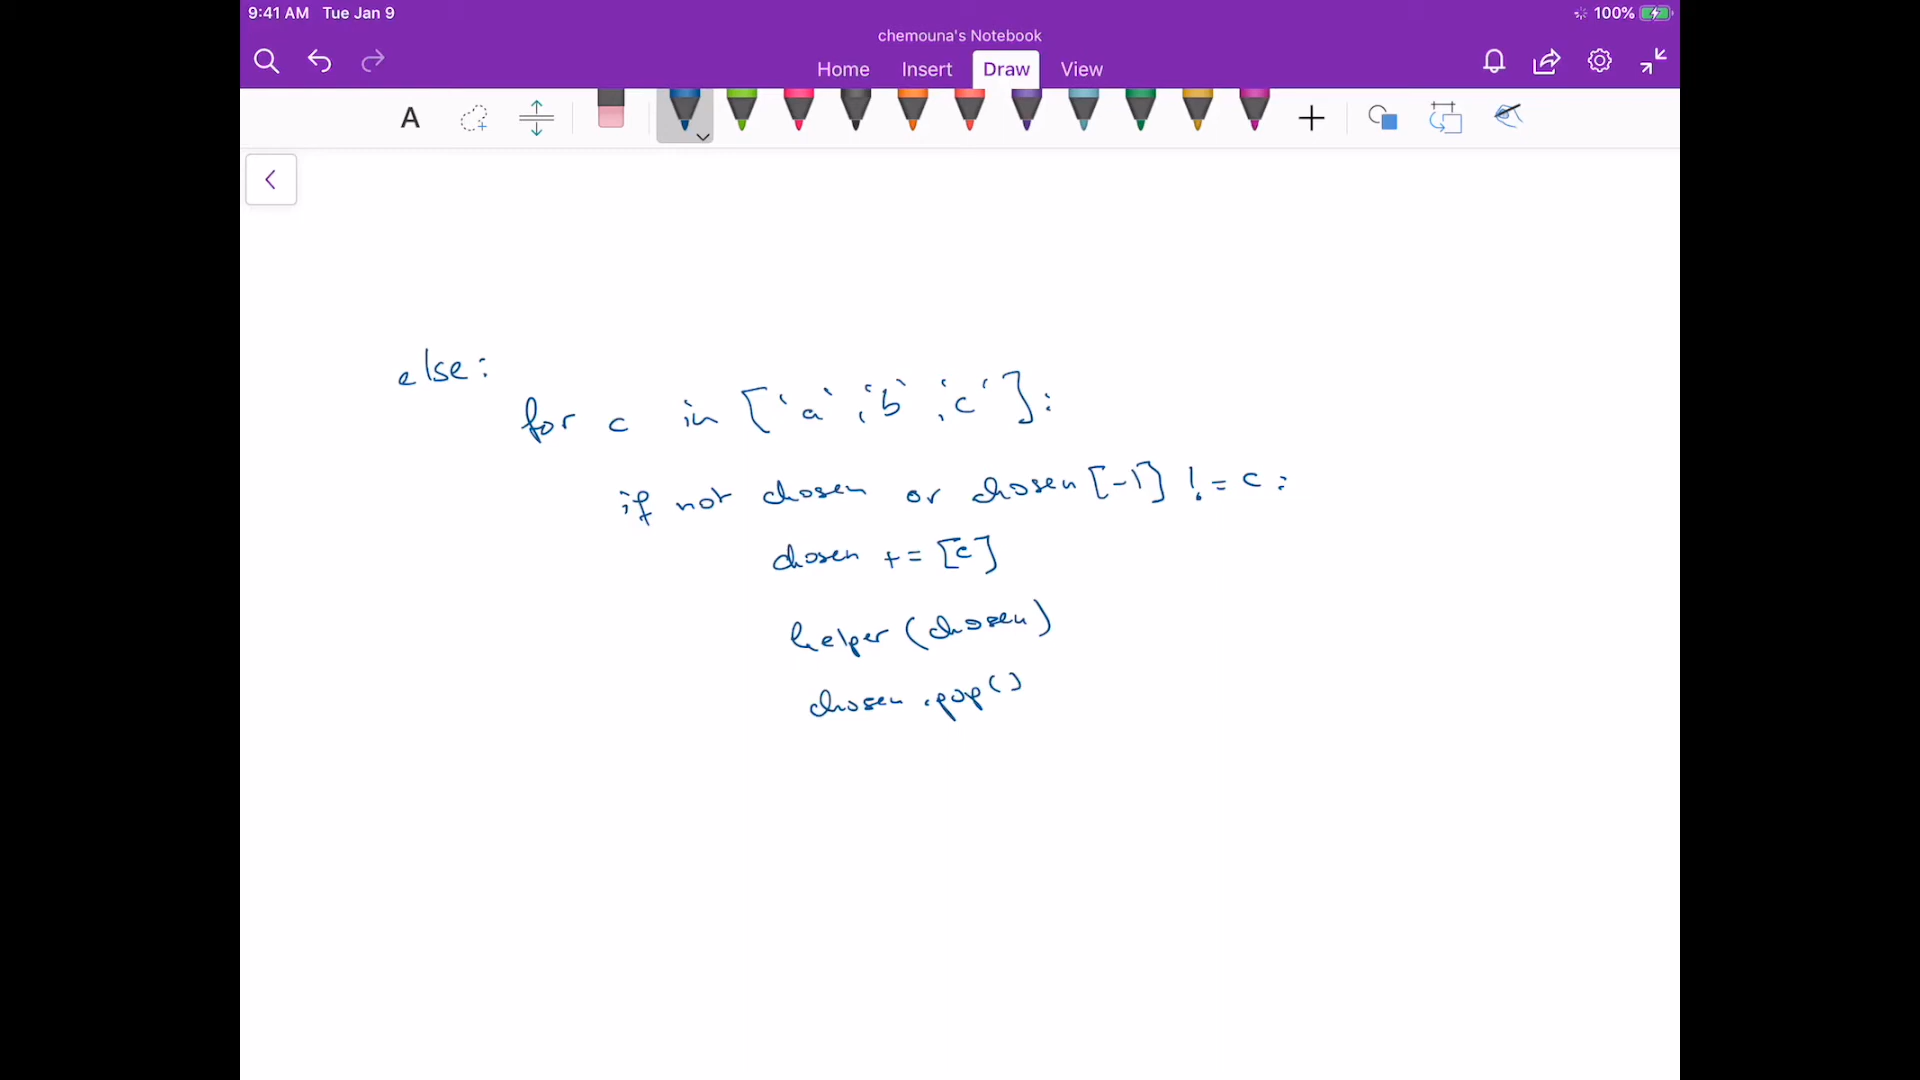 9:41 AM Tue Jan 9
100%
chemouna's Notebook
Home Insert Draw View
A
else:
for c in ['a', 'b', 'c']:
if not chosen or chosen[-1] != c:
chosen += [c]
helper(chosen)
chosen.pop()